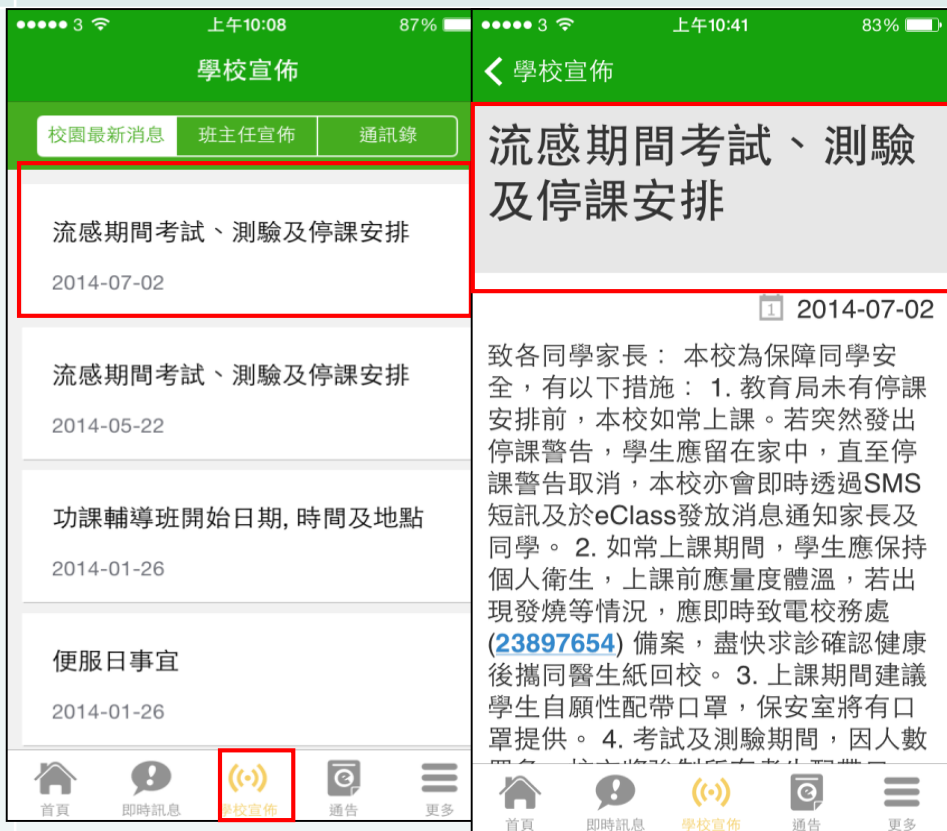 3 上午10:08 87%
學校宣佈
校園最新消息 班主任宣佈 通訊錄
流感期間考試、測驗及停課安排
2014-07-02
流感期間考試、測驗及停課安排
2014-05-22
功課輔導班開始日期, 時間及地點
2014-01-26
便服日事宜
2014-01-26
首頁 即時訊息 學校宣佈 通告 更多
3 上午10:41 83%
學校宣佈
流感期間考試、測驗
及停課安排
1 2014-07-02
致各同學家長： 本校為保障同學安
全，有以下措施： 1. 教育局未有停課
安排前，本校如常上課。若突然發出
停課警告，學生應留在家中，直至停
課警告取消，本校亦會即時透過SMS
短訊及於eClass發放消息通知家長及
同學。 2. 如常上課期間，學生應保持
個人衛生，上課前應量度體溫，若出
現發燒等情況，應即時致電校務處
(23897654) 備案，盡快求診確認健康
後攜同醫生紙回校。 3. 上課期間建議
學生自願性配帶口罩，保安室將有口
罩提供。 4. 考試及測驗期間，因人數
首頁 即時訊息 學校宣佈 通告 更多